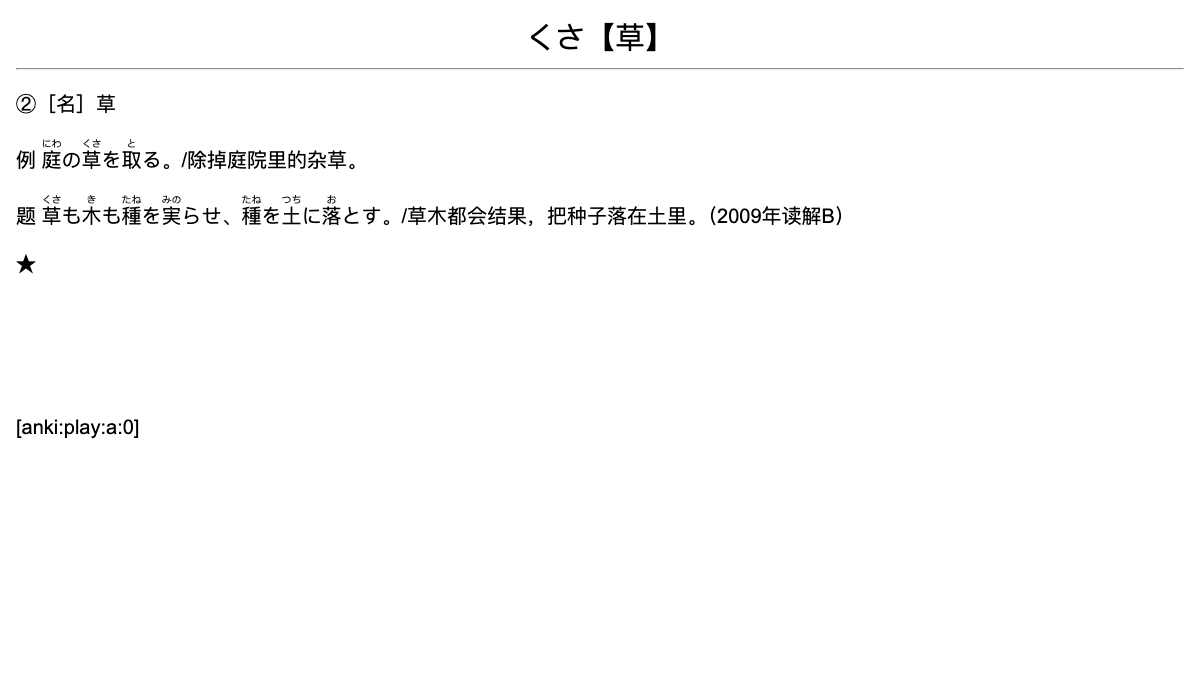 くさ【草】
②［名］草
例 庭の草を取る。/除掉庭院里的杂草。
题 草も木も種を実らせ、種を土に落とす。/草木都会结果，把种子落在土里。（2009年读解B）
★
[anki:play:a:0]